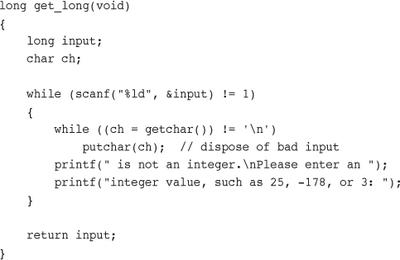 long get_long(void)
{
    long input;
    char ch;

    while (scanf("%ld", &input) != 1)
    {
        while ((ch = getchar()) != '\n')
            putchar(ch);  // dispose of bad input
        printf(" is not an integer.\nPlease enter an ");
        printf("integer value, such as 25, -178, or 3: ");
    }

    return input;
}